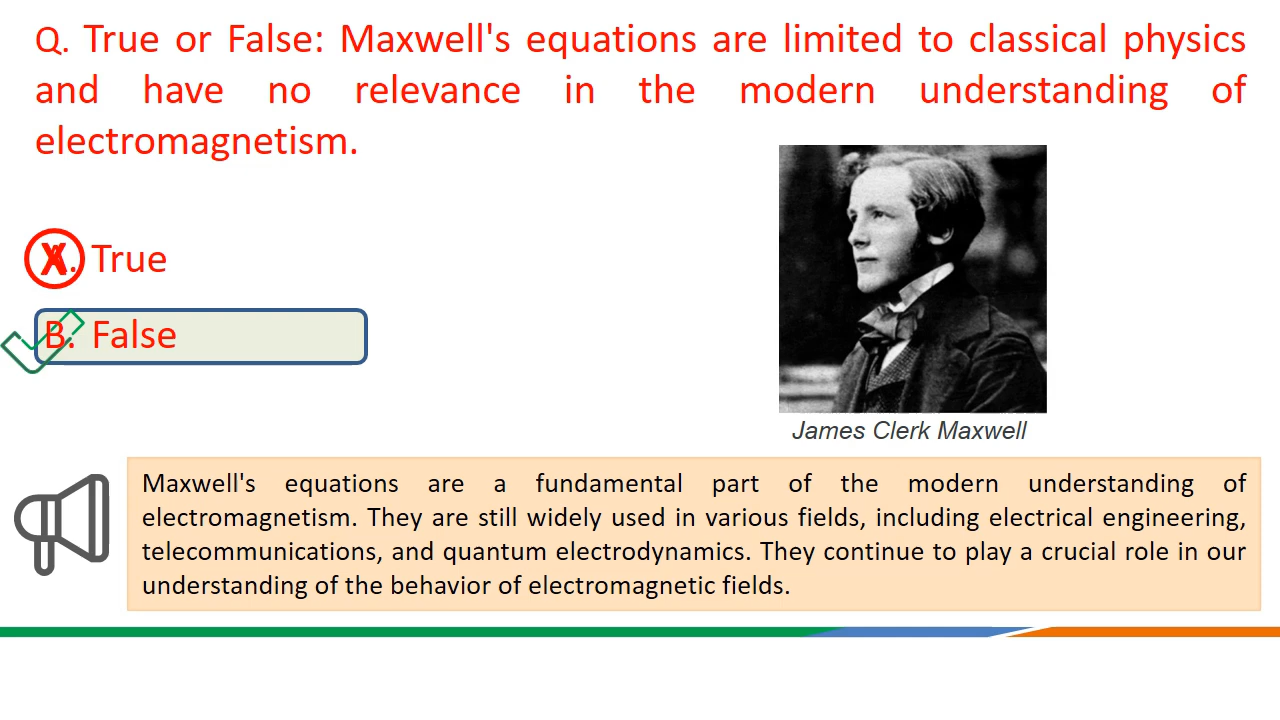 Q. True or False: Maxwell's equations are limited to classical physics
and have no relevance in the modern understanding of
electromagnetism.
A. True
B. False
James Clerk Maxwell
Maxwell's equations are a fundamental part of the modern understanding of
electromagnetism. They are still widely used in various fields, including electrical engineering,
telecommunications, and quantum electrodynamics. They continue to play a crucial role in our
understanding of the behavior of electromagnetic fields.